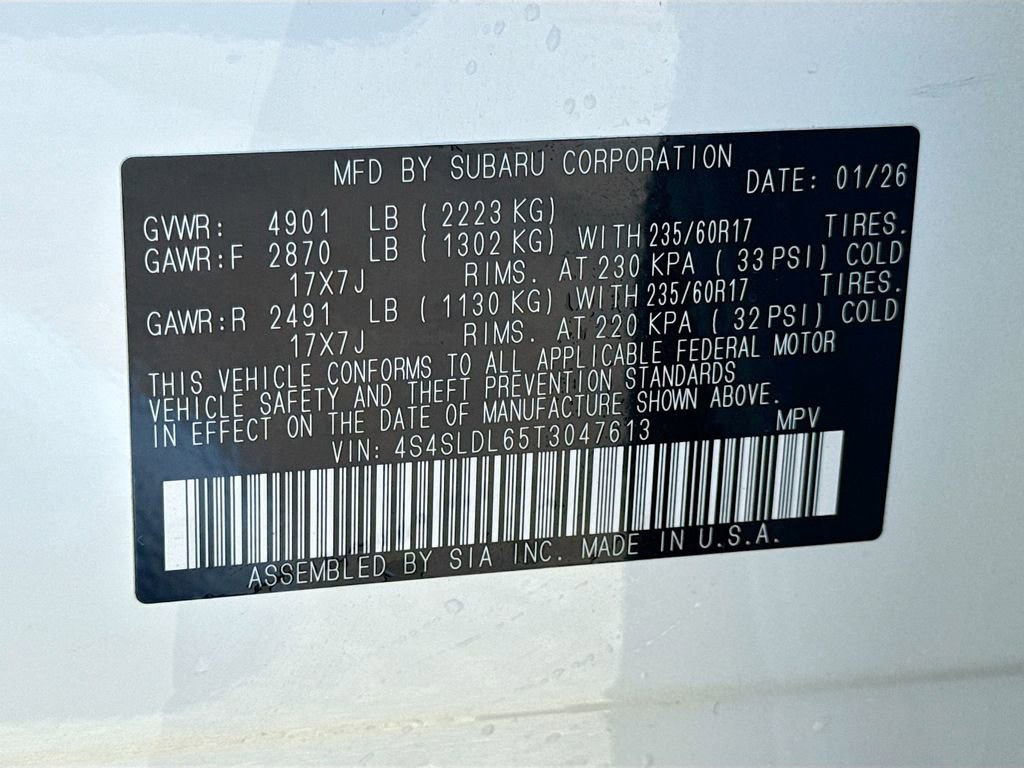 MFD BY SUBARU CORPORATION DATE: 01/26
GVWR: 4901 LB ( 2223 KG)
GAWR:F 2870 LB ( 1302 KG) WITH 235/60R17 TIRES.
17X7J RIMS. AT 230 KPA ( 33 PSI) COLD
GAWR:R 2491 LB ( 1130 KG) WITH 235/60R17 TIRES.
17X7J RIMS. AT 220 KPA ( 32 PSI) COLD
THIS VEHICLE CONFORMS TO ALL APPLICABLE FEDERAL MOTOR
VEHICLE SAFETY AND THEFT PREVENTION STANDARDS
IN EFFECT ON THE DATE OF MANUFACTURE SHOWN ABOVE.
VIN: 4S4SLDL65T3047613 MPV
ASSEMBLED BY SIA INC. MADE IN U.S.A.